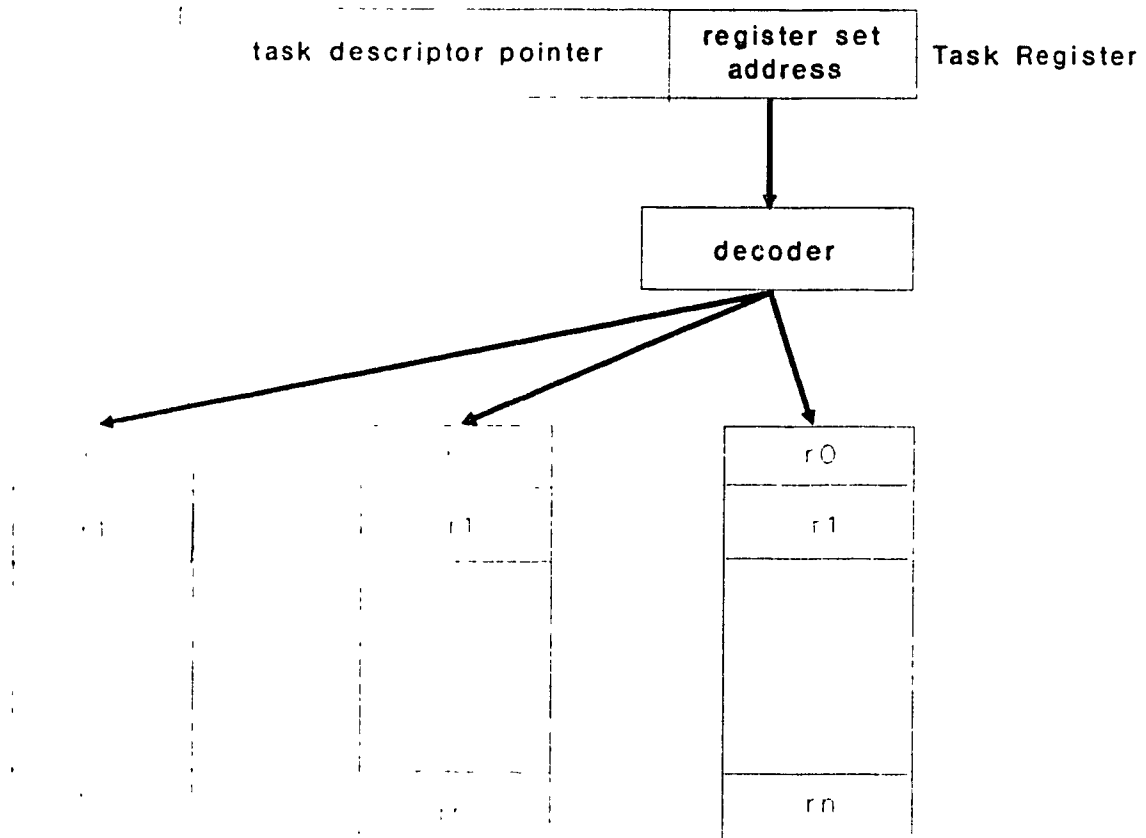 task descriptor pointer
register set
address
Task Register
decoder
r0
r1
r1
rn